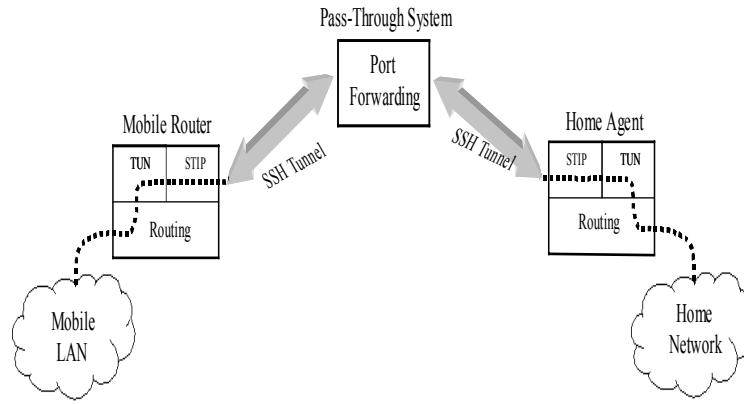 Pass-Through System
Port
Forwarding
Mobile Router
TUN STIP
Routing
SSH Tunnel
SSH Tunnel
Home Agent
STIP TUN
Routing
Mobile
LAN
Home
Network